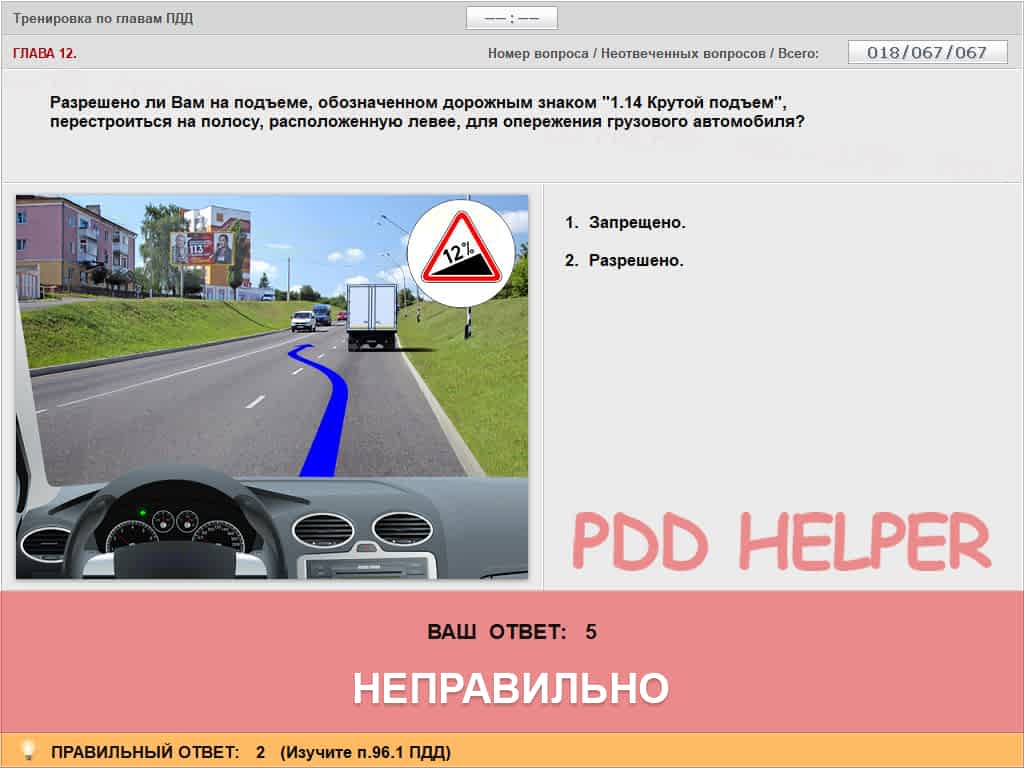 Тренировка по главам ПДД
—— : ——
ГЛАВА 12.
Номер вопроса / Неотвеченных вопросов / Всего:
018/067/067
Разрешено ли Вам на подъеме, обозначенном дорожным знаком "1.14 Крутой подъем",
перестроиться на полосу, расположенную левее, для опережения грузового автомобиля?
113
12%
1. Запрещено.
2. Разрешено.
PDD HELPER
ВАШ ОТВЕТ: 5
НЕПРАВИЛЬНО
ПРАВИЛЬНЫЙ ОТВЕТ: 2 (Изучите п.96.1 ПДД)